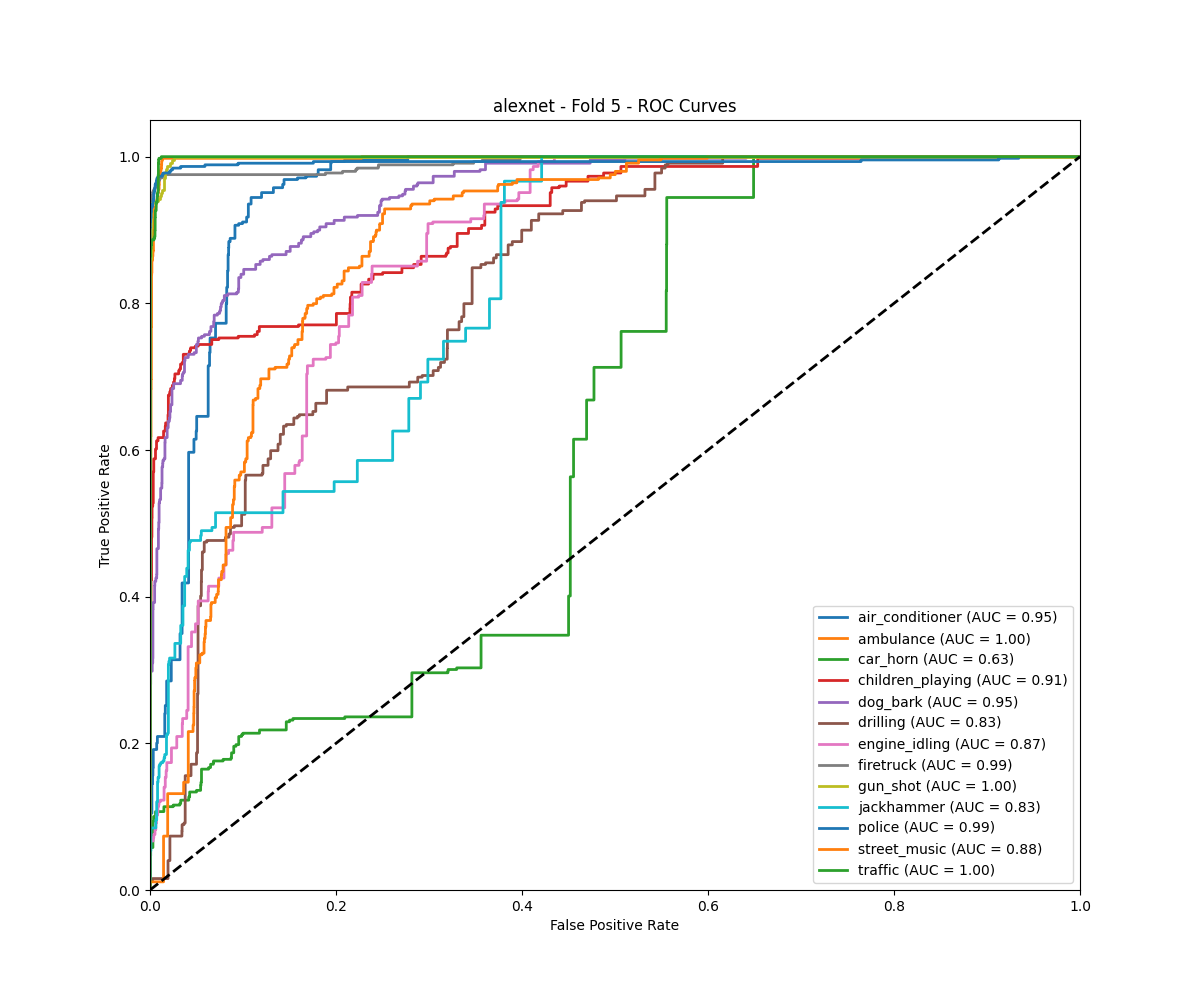 alexnet - Fold 5 - ROC Curves
True Positive Rate
1.0
0.8
0.6
0.4
0.2
0.0
air_conditioner (AUC = 0.95)
ambulance (AUC = 1.00)
car_horn (AUC = 0.63)
children_playing (AUC = 0.91)
dog_bark (AUC = 0.95)
drilling (AUC = 0.83)
engine_idling (AUC = 0.87)
firetruck (AUC = 0.99)
gun_shot (AUC = 1.00)
jackhammer (AUC = 0.83)
police (AUC = 0.99)
street_music (AUC = 0.88)
traffic (AUC = 1.00)
0.0 0.2 0.4 0.6 0.8 1.0
False Positive Rate